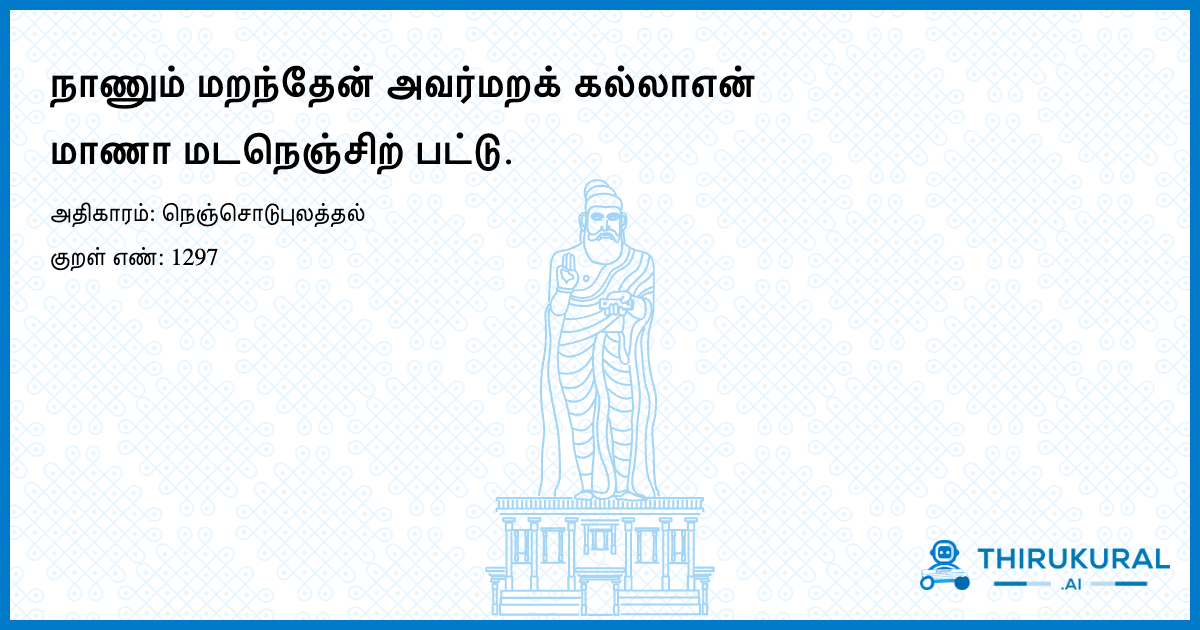 நாணும் மறந்தேன் அவர்மறக் கல்லாஎன்
மாணா மடநெஞ்சிற் பட்டு.
அதிகாரம்: நெஞ்சொடுபுலத்தல்
குறள் எண்: 1297
THIRUKURAL
.AI